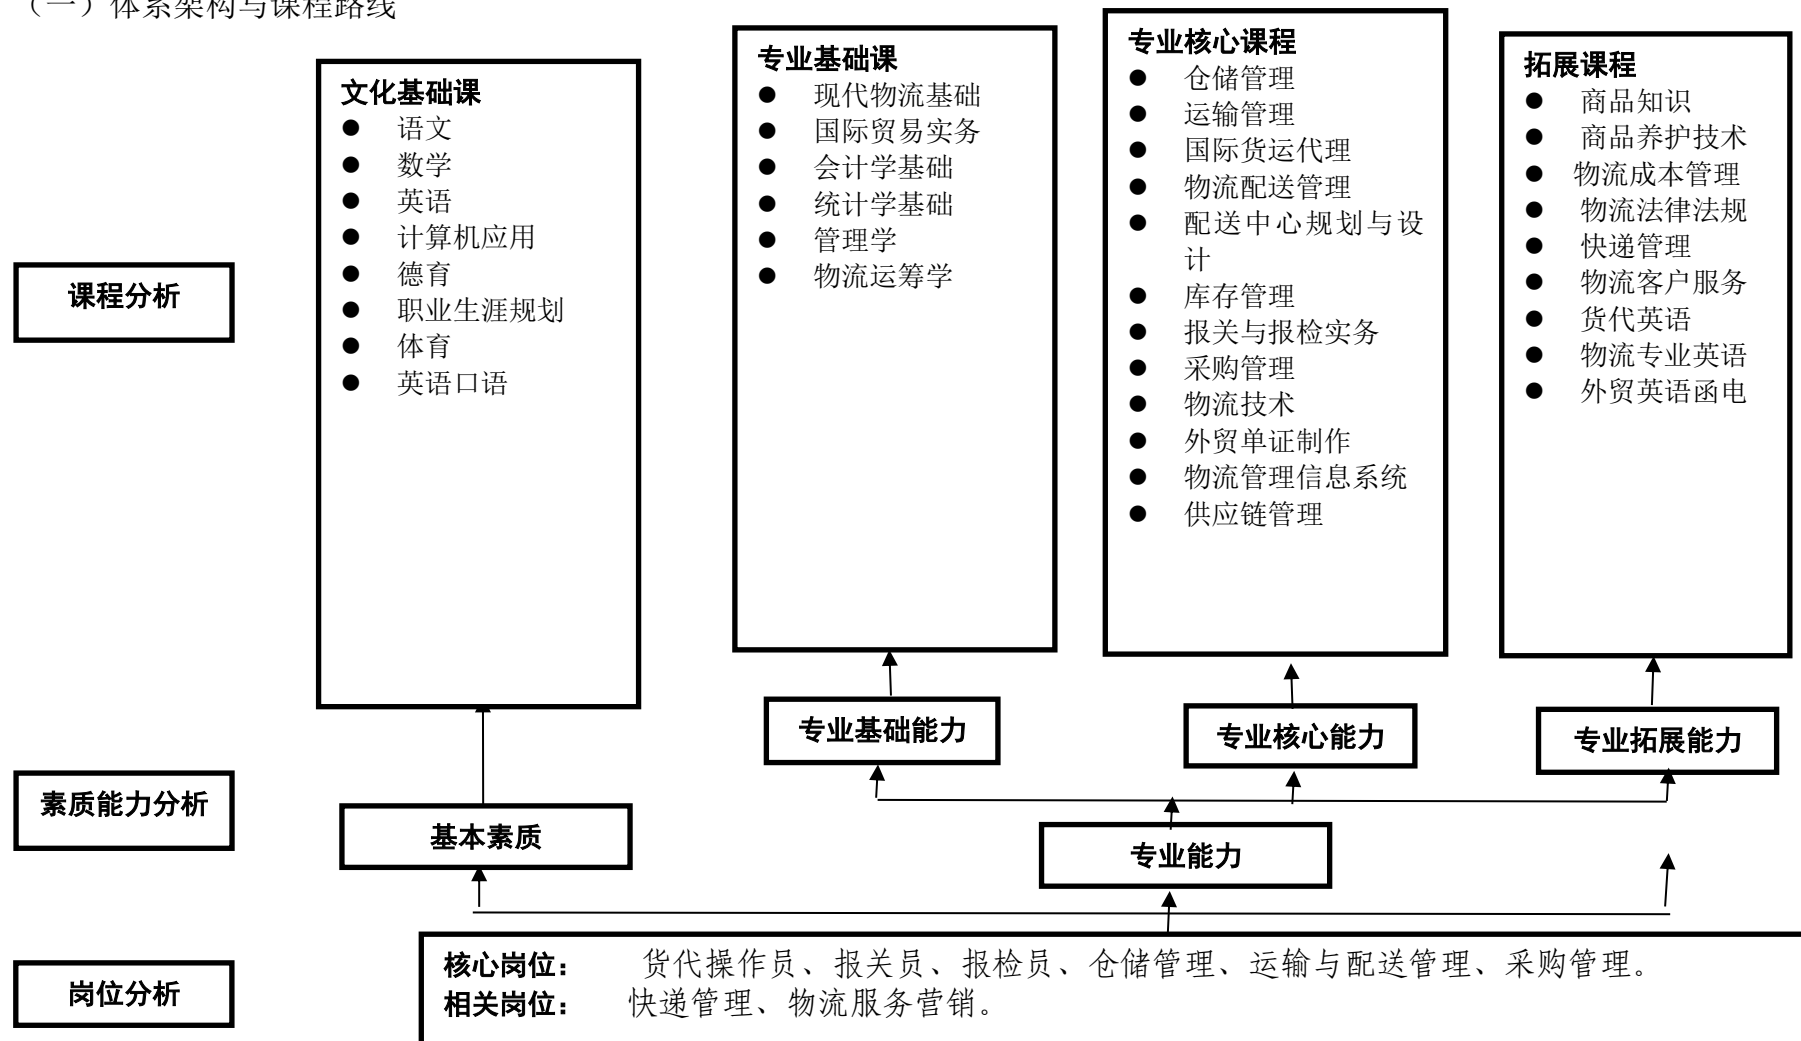 （一）体系架构与课程路线
课程分析
文化基础课
● 语文
● 数学
● 英语
● 计算机应用
● 德育
● 职业生涯规划
● 体育
● 英语口语
专业基础课
● 现代物流基础
● 国际贸易实务
● 会计学基础
● 统计学基础
● 管理学
● 物流运筹学
专业核心课程
● 仓储管理
● 运输管理
● 国际货运代理
● 物流配送管理
● 配送中心规划与设
计
● 库存管理
● 报关与报检实务
● 采购管理
● 物流技术
● 外贸单证制作
● 物流管理信息系统
● 供应链管理
拓展课程
● 商品知识
● 商品养护技术
● 物流成本管理
● 物流法律法规
● 快递管理
● 物流客户服务
● 货代英语
● 物流专业英语
● 外贸英语函电
专业基础能力
专业核心能力
专业拓展能力
素质能力分析
基本素质
专业能力
岗位分析
核心岗位： 货代操作员、报关员、报检员、仓储管理、运输与配送管理、采购管理。
相关岗位： 快递管理、物流服务营销。